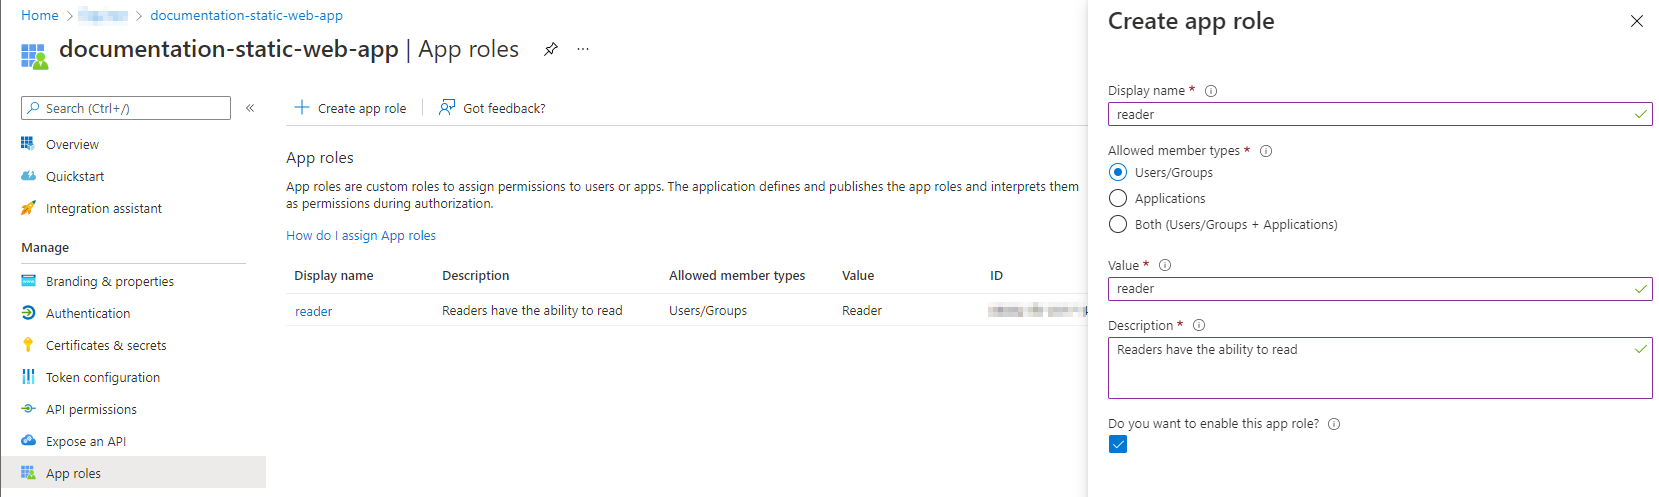 Home > > documentation-static-web-app
documentation-static-web-app | App roles
Search (Ctrl+/)
Overview
Quickstart
Integration assistant
Manage
Branding & properties
Authentication
Certificates & secrets
Token configuration
API permissions
Expose an API
App roles
Create app role
Got feedback?
App roles
App roles are custom roles to assign permissions to users or apps. The application defines and publishes the app roles and interprets them
as permissions during authorization.
How do I assign App roles
Display name Description Allowed member types Value ID
reader Readers have the ability to read Users/Groups Reader
Create app role
Display name *
reader
Allowed member types *
Users/Groups
Applications
Both (Users/Groups + Applications)
Value *
reader
Description *
Readers have the ability to read
Do you want to enable this app role?